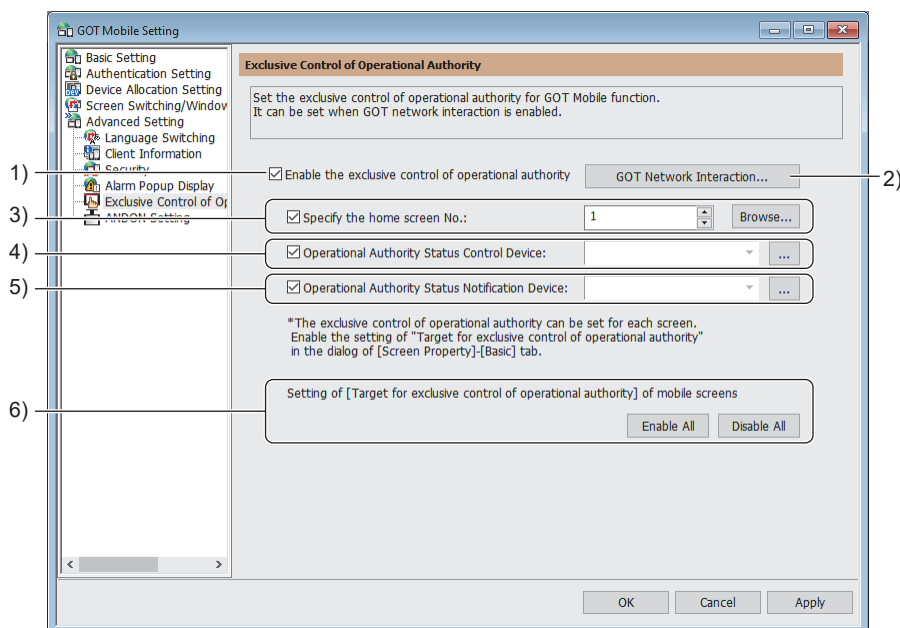 GOT Mobile Setting
Basic Setting
Authentication Setting
Device Allocation Setting
Screen Switching/Window
Advanced Setting
Language Switching
Client Information
Security
Alarm Popup Display
Exclusive Control of Op
ANDON Setting
Exclusive Control of Operational Authority
Set the exclusive control of operational authority for GOT Mobile function.
It can be set when GOT network interaction is enabled.
1)
Enable the exclusive control of operational authority
GOT Network Interaction...
2)
3)
Specify the home screen No.:
1
Browse...
4)
Operational Authority Status Control Device:
...
5)
Operational Authority Status Notification Device:
...
*The exclusive control of operational authority can be set for each screen.
Enable the setting of "Target for exclusive control of operational authority"
in the dialog of [Screen Property]-[Basic] tab.
6)
Setting of [Target for exclusive control of operational authority] of mobile screens
Enable All
Disable All
OK
Cancel
Apply